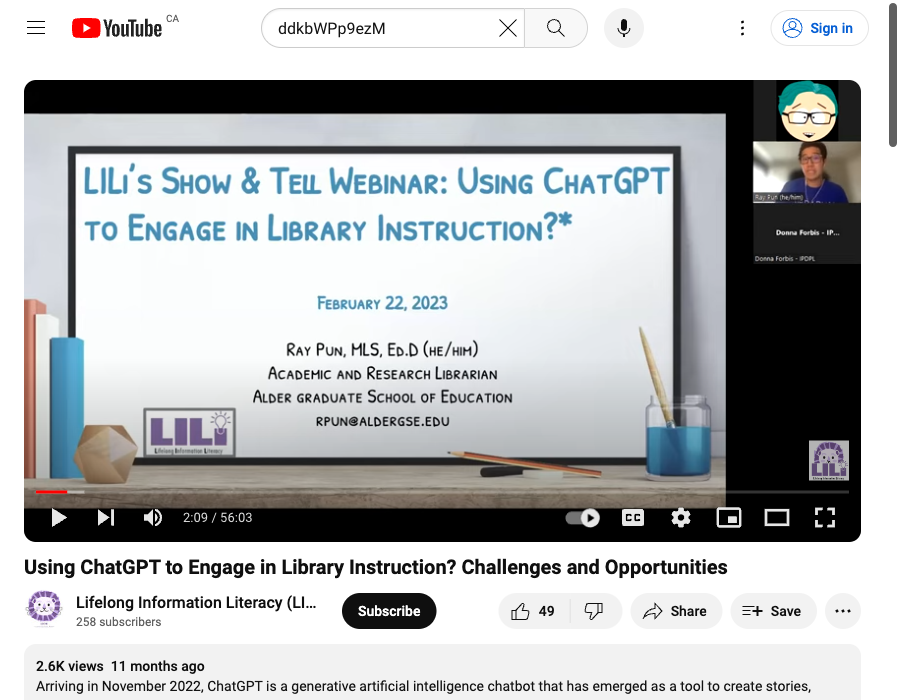 YouTube CA
ddkbWPp9ezM
Sign in
LILi's Show & Tell Webinar: Using ChatGPT
to Engage in Library Instruction?*
February 22, 2023
Ray Pun, MLS, Ed.D (he/him)
Academic and Research Librarian
Alder graduate School of Education
rpun@aldergse.edu
LILi
Lifelong Information Literacy
Ray Pun (he/him)
Donna Forbis - IP...
Donna Forbis - IPDPL
LILi
2:09 / 56:03
CC
Using ChatGPT to Engage in Library Instruction? Challenges and Opportunities
Lifelong Information Literacy (LI...
258 subscribers
Subscribe
49
Share
Save
2.6K views 11 months ago
Arriving in November 2022, ChatGPT is a generative artificial intelligence chatbot that has emerged as a tool to create stories,